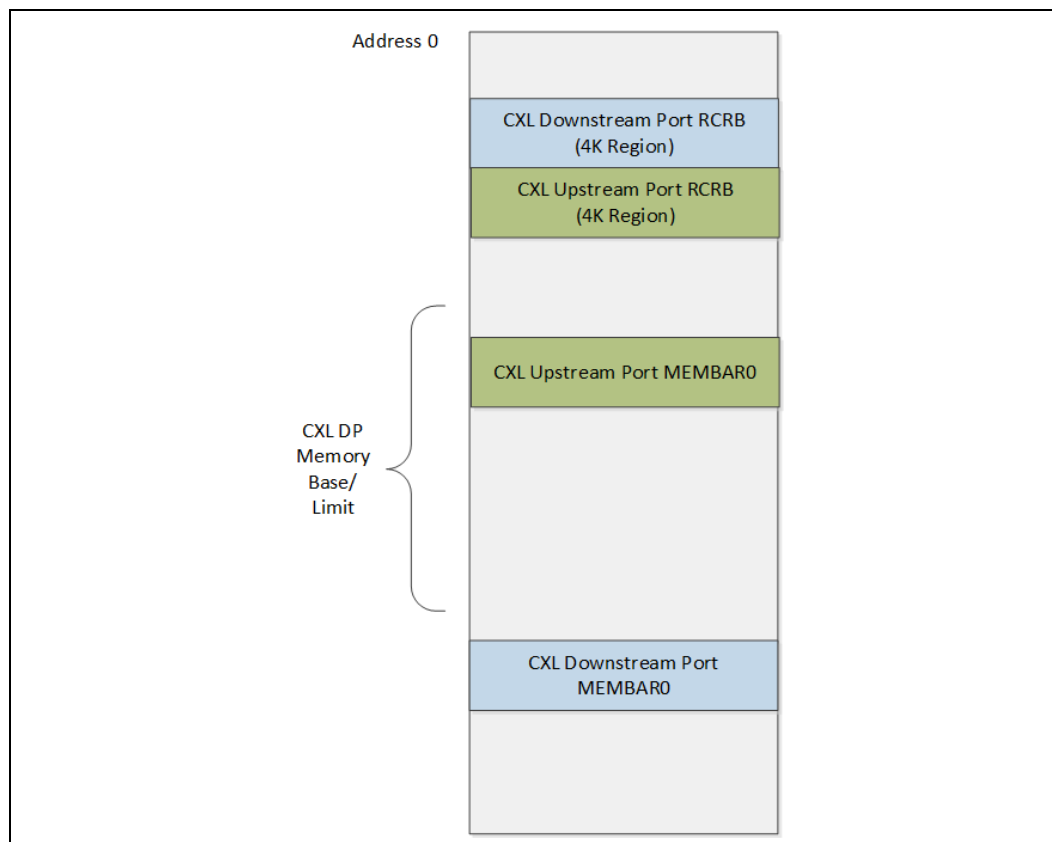 Address 0
CXL Downstream Port RCRB
(4K Region)
CXL Upstream Port RCRB
(4K Region)
CXL Upstream Port MEMBAR0
CXL DP
Memory
Base/
Limit
CXL Downstream Port
MEMBAR0